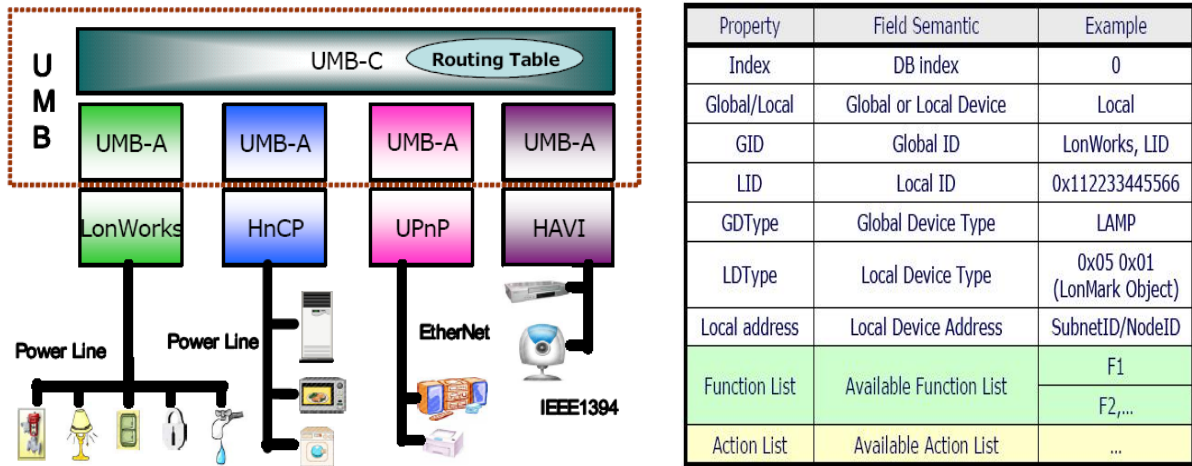 UMB
UMB-C
Routing Table
UMB-A
UMB-A
UMB-A
UMB-A
LonWorks
HnCP
UPnP
HAVI
Power Line
Power Line
EtherNet
IEEE1394
Property Field Semantic Example
Index DB index 0
Global/Local Global or Local Device Local
GID Global ID LonWorks, LID
LID Local ID 0x112233445566
GDType Global Device Type LAMP
LDType Local Device Type 0x05 0x01
(LonMark Object)
Local address Local Device Address SubnetID/NodeID
Function List Available Function List F1
F2,...
Action List Available Action List ...